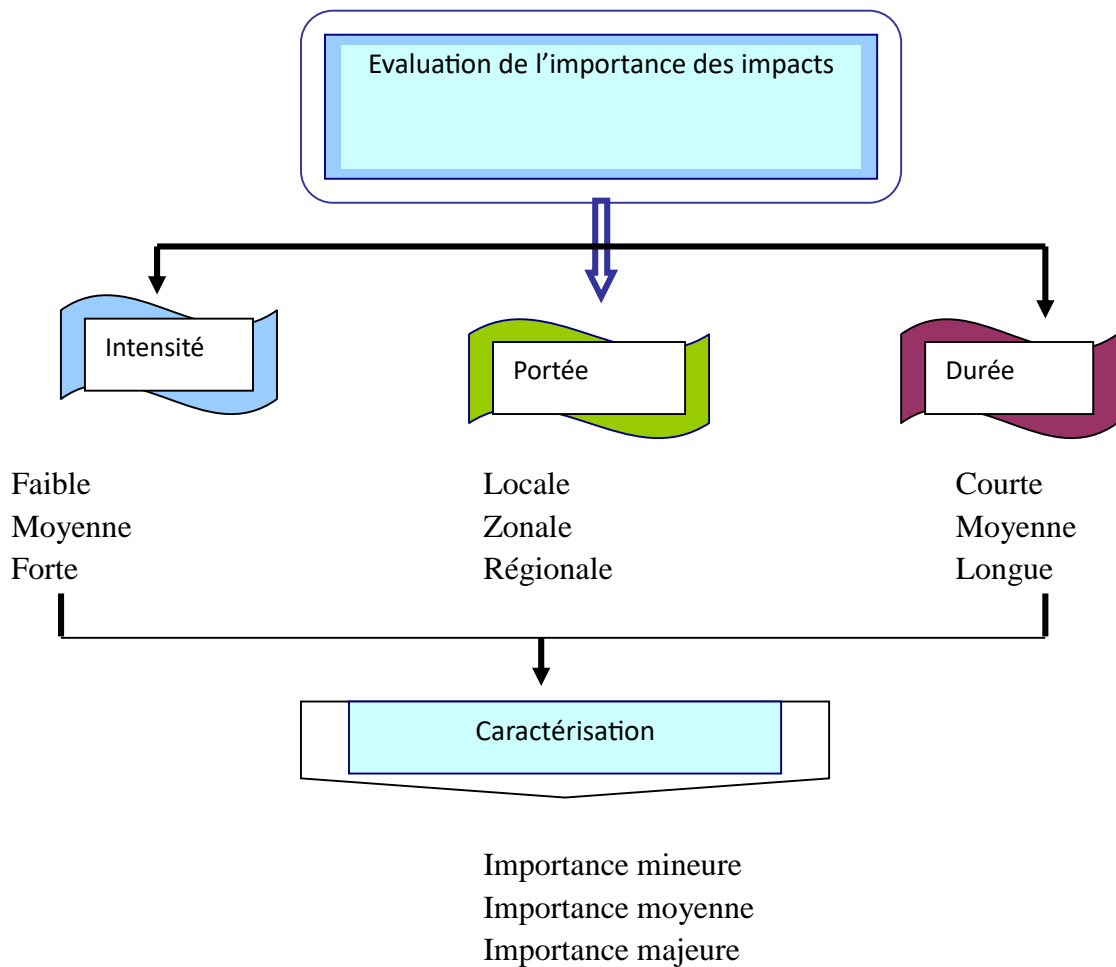 Evaluation de l’importance des impacts
Intensité
Portée
Durée
Faible
Moyenne
Forte
Locale
Zonale
Régionale
Courte
Moyenne
Longue
Caractérisation
Importance mineure
Importance moyenne
Importance majeure